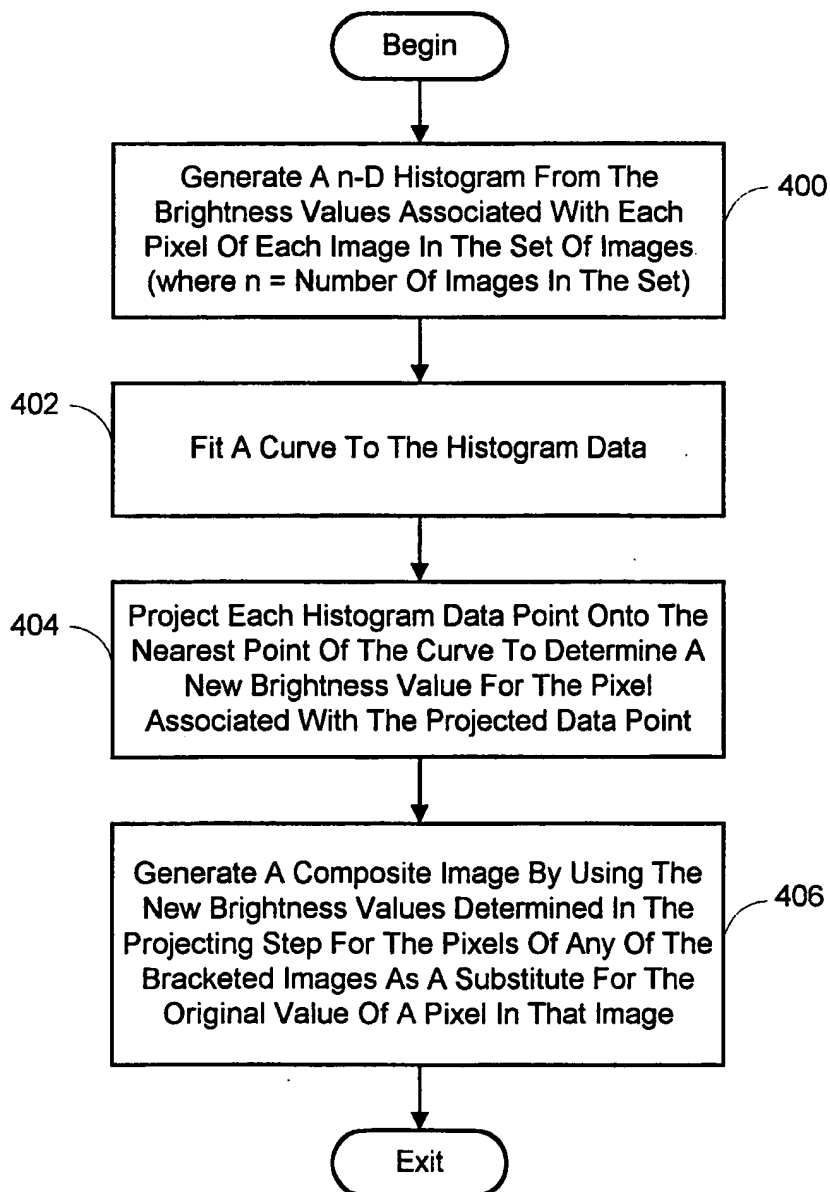 Begin
Generate A n-D Histogram From The
Brightness Values Associated With Each
Pixel Of Each Image In The Set Of Images
(where n = Number Of Images In The Set)
400
402
Fit A Curve To The Histogram Data
404
Project Each Histogram Data Point Onto The
Nearest Point Of The Curve To Determine A
New Brightness Value For The Pixel
Associated With The Projected Data Point
Generate A Composite Image By Using The
New Brightness Values Determined In The
Projecting Step For The Pixels Of Any Of The
Bracketed Images As A Substitute For The
Original Value Of A Pixel In That Image
406
Exit